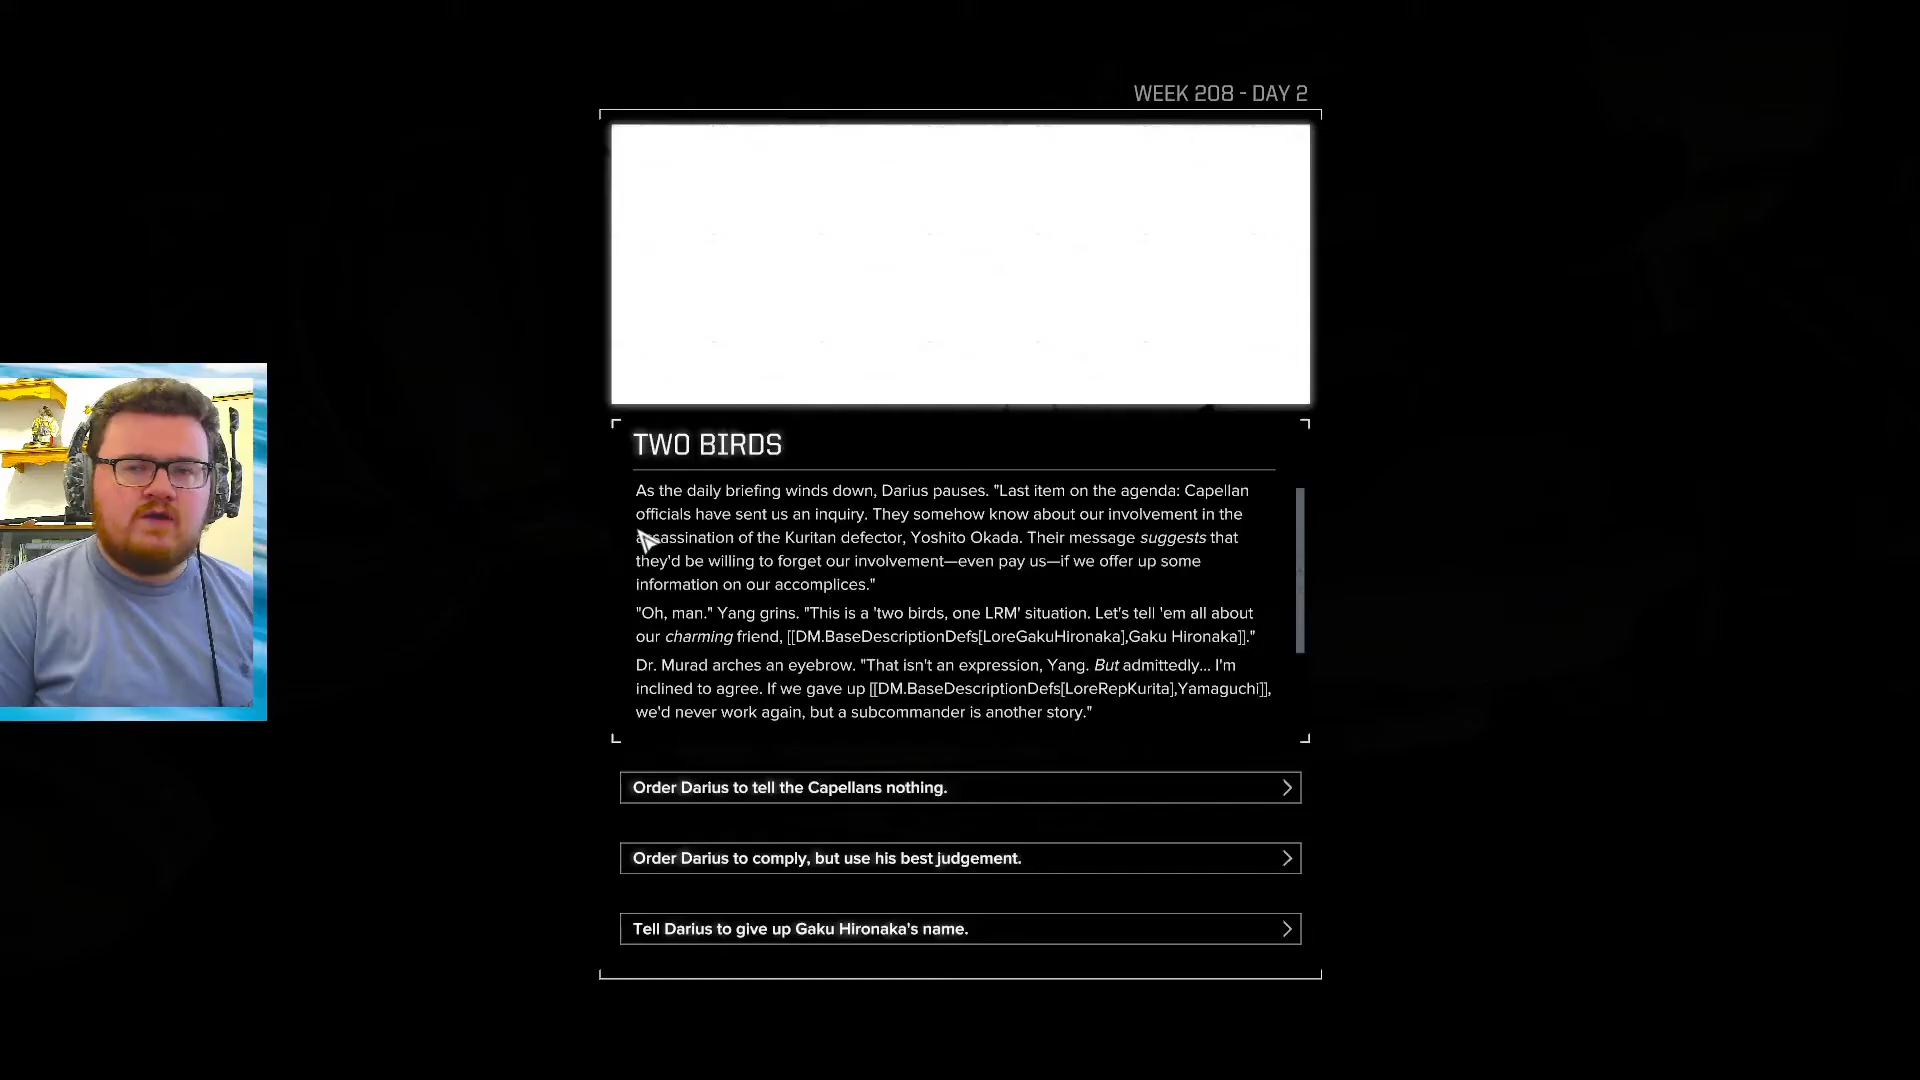 WEEK 208 - DAY 2
TWO BIRDS
As the daily briefing winds down, Darius pauses. "Last item on the agenda: Capellan
officials have sent us an inquiry. They somehow know about our involvement in the
assassination of the Kuritan defector, Yoshito Okada. Their message suggests that
they'd be willing to forget our involvement—even pay us—if we offer up some
information on our accomplices."
"Oh, man." Yang grins. "This is a 'two birds, one LRM' situation. Let's tell 'em all about
our charming friend, [[DM.BaseDescriptionDefs[LoreGakuHironaka],Gaku Hironaka]]."
Dr. Murad arches an eyebrow. "That isn't an expression, Yang. But admittedly... I'm
inclined to agree. If we gave up [[DM.BaseDescriptionDefs[LoreRepKurita],Yamaguchi]],
we'd never work again, but a subcommander is another story."
Order Darius to tell the Capellans nothing.
Order Darius to comply, but use his best judgement.
Tell Darius to give up Gaku Hironaka's name.